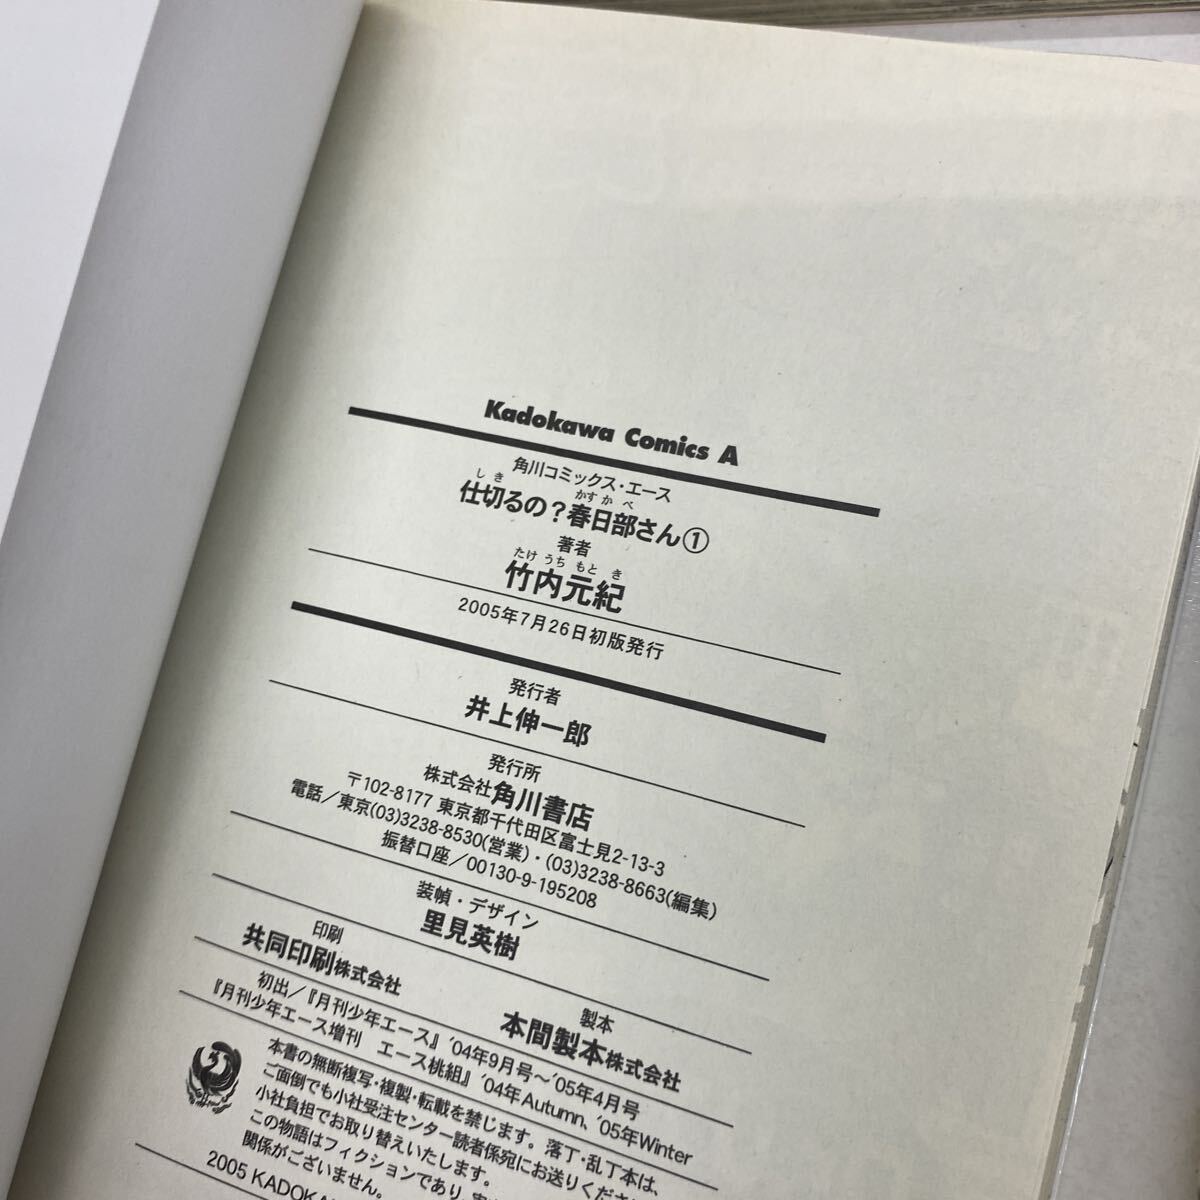 Kadokawa Comics A
角川コミックス・エース
しき かすかべ
仕切るの？春日部さん①
著者
たけうちもとき
竹内元紀
2005年7月26日初版発行
発行者
井上伸一郎
発行所
株式会社角川書店
〒102-8177 東京都千代田区富士見2-13-3
電話／東京(03)3238-8530(営業)・(03)3238-8663(編集)
振替口座／00130-9-195208
装幀・デザイン
里見英樹
印刷
共同印刷株式会社
製本
本間製本株式会社
初出／『月刊少年エース』'04年9月号〜'05年4月号
『月刊少年エース増刊 エース桃組』'04年Autumn、'05年Winter
本書の無断複写・複製・転載を禁じます。落丁・乱丁本は、
ご面倒でも小社受注センター読者係宛にお送りください。
小社負担でお取り替えいたします。
この物語はフィクションであり、
関係がございません。
2005 KADOKA